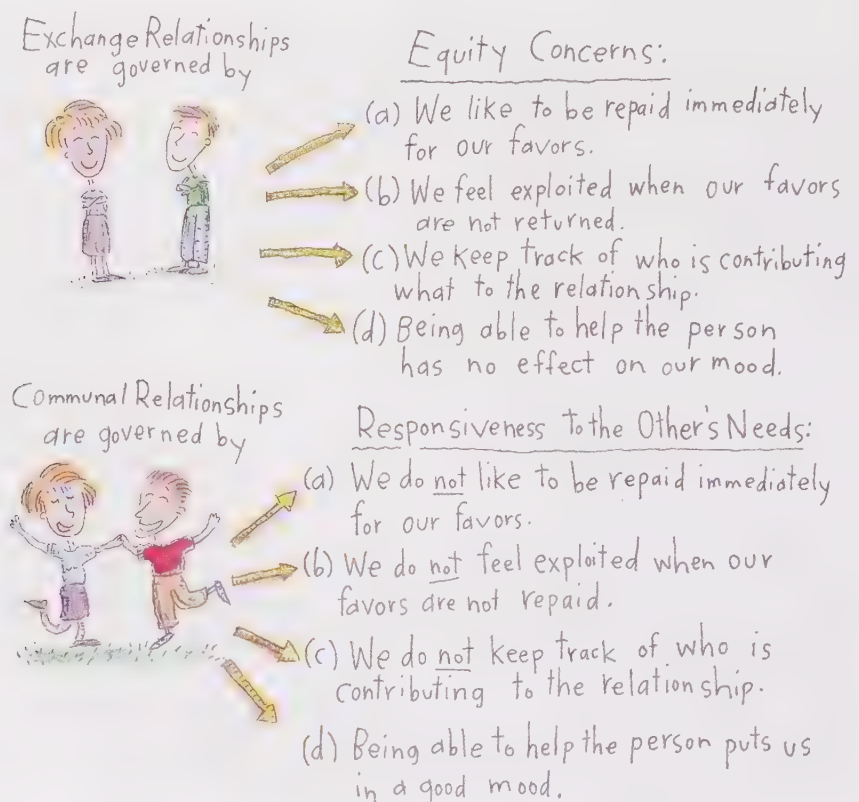 Exchange Relationships
are governed by
Equity Concerns:
(a) We like to be repaid immediately
for our favors.
(b) We feel exploited when our favors
are not returned.
(c) We keep track of who is contributing
what to the relationship.
(d) Being able to help the person
has no effect on our mood.
Communal Relationships
are governed by
Responsiveness to the Other's Needs:
(a) We do not like to be repaid immediately
for our favors.
(b) We do not feel exploited when our
favors are not repaid.
(c) We do not keep track of who is
contributing to the relationship.
(d) Being able to help the person puts us
in a good mood.